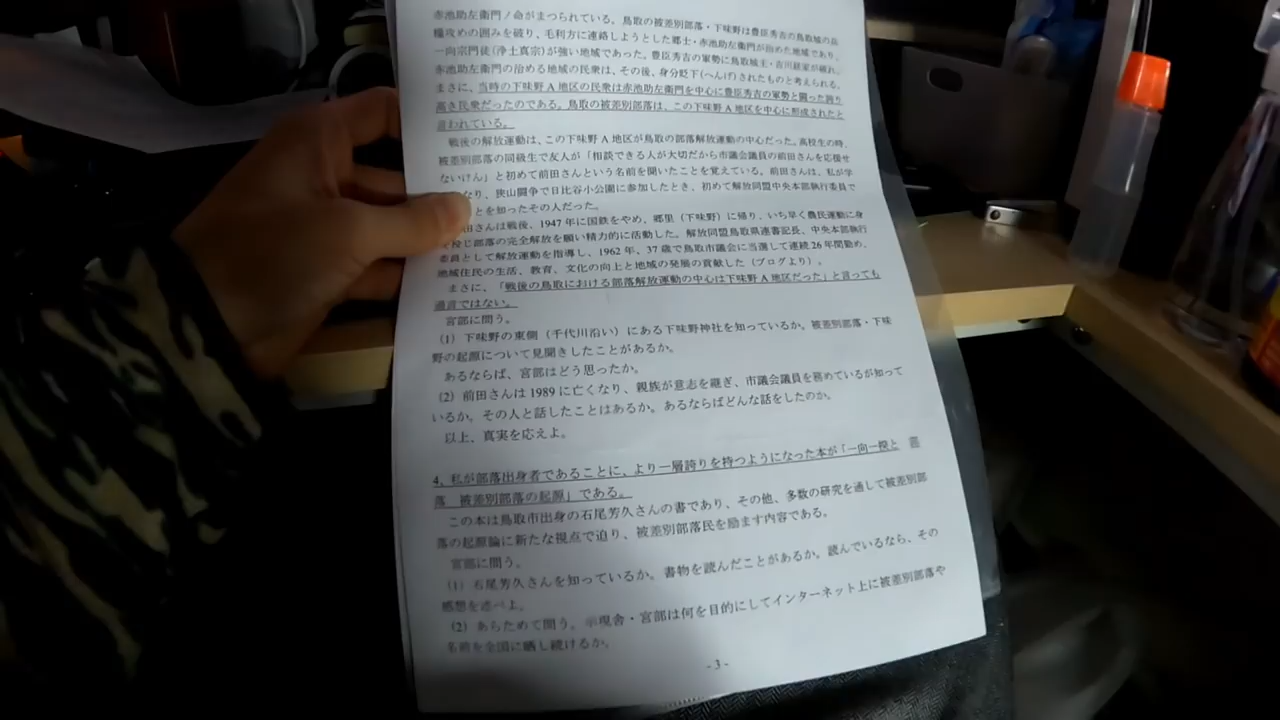 赤池助左衛門ノ命がまつられている。鳥取の被差別部落・下味野は豊臣秀吉の鳥取城の兵
糧攻めの囲みを破り、毛利方に連絡しようとした郷士・赤池助左衛門が治めた地域であり、
一向宗門徒(浄土真宗)が強い地域であった。豊臣秀吉の軍勢に鳥取城主・吉川経家が破れ、
赤池助左衛門の治める地域の民衆は、その後、身分貶下(へんげ)されたものと考えられる。
まさに、当時の下味野 A 地区の民衆は赤池助左衛門を中心に豊臣秀吉の軍勢と闘った誇り
高き民衆だったのである。鳥取の被差別部落は、この下味野 A 地区を中心に形成されたと
言われている。
戦後の解放運動は、この下味野 A 地区が鳥取の部落解放運動の中心だった。高校生の時、
被差別部落の同級生で友人が「相談できる人が大切だから市議会議員の前田さんを応援せ
ないけん」と初めて前田さんという名前を聞いたことを覚えている。前田さんは、私が学
なり、狭山闘争で日比谷小公園に参加したとき、初めて解放同盟中央本部執行委員で
とを知ったその人だった。
田さんは戦後、1947 年に国鉄をやめ、郷里(下味野)に帰り、いち早く農民運動に身
を投じ部落の完全解放を願い精力的に活動した。解放同盟鳥取県連書記長、中央本部執行
委員として解放運動を指導し、1962 年、37 歳で鳥取市議会に当選して連続 26 年間勤め、
地域住民の生活、教育、文化の向上と地域の発展の貢献した(ブログより)。
まさに、「戦後の鳥取における部落解放運動の中心は下味野 A 地区だった」と言っても
過言ではない。
宮部に問う。
(1)下味野の東側(千代川沿い)にある下味野神社を知っているか。被差別部落・下味
野の起源について見聞きしたことがあるか。
あるならば、宮部はどう思ったか。
(2)前田さんは 1989 に亡くなり、親族が意志を継ぎ、市議会議員を務めているが知って
いるか。その人と話したことはあるか。あるならばどんな話をしたのか。
以上、真実を応えよ。
4、私が部落出身者であることに、より一層誇りを持つようになった本が「一向一揆と
落 被差別部落の起源」である。
この本は鳥取市出身の石尾芳久さんの書であり、その他、多数の研究を通して被差別部
落の起源論に新たな視点で迫り、被差別部落民を励ます内容である。
宮部に問う。
(1)石尾芳久さんを知っているか。書物を読んだことがあるか。読んでいるなら、その
感想を述べよ。
(2)あらためて問う。示現舎・宮部は何を目的にしてインターネット上に被差別部落や
名前を全国に晒し続けるか。
- 3 -